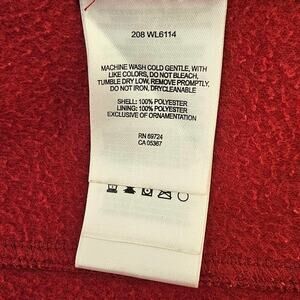 208 WL6114
MACHINE WASH COLD GENTLE, WITH
LIKE COLORS, DO NOT BLEACH,
TUMBLE DRY LOW, REMOVE PROMPTLY,
DO NOT IRON, DRYCLEANABLE
SHELL: 100% POLYESTER
LINING: 100% POLYESTER
EXCLUSIVE OF ORNAMENTATION
RN 69724
CA 05367